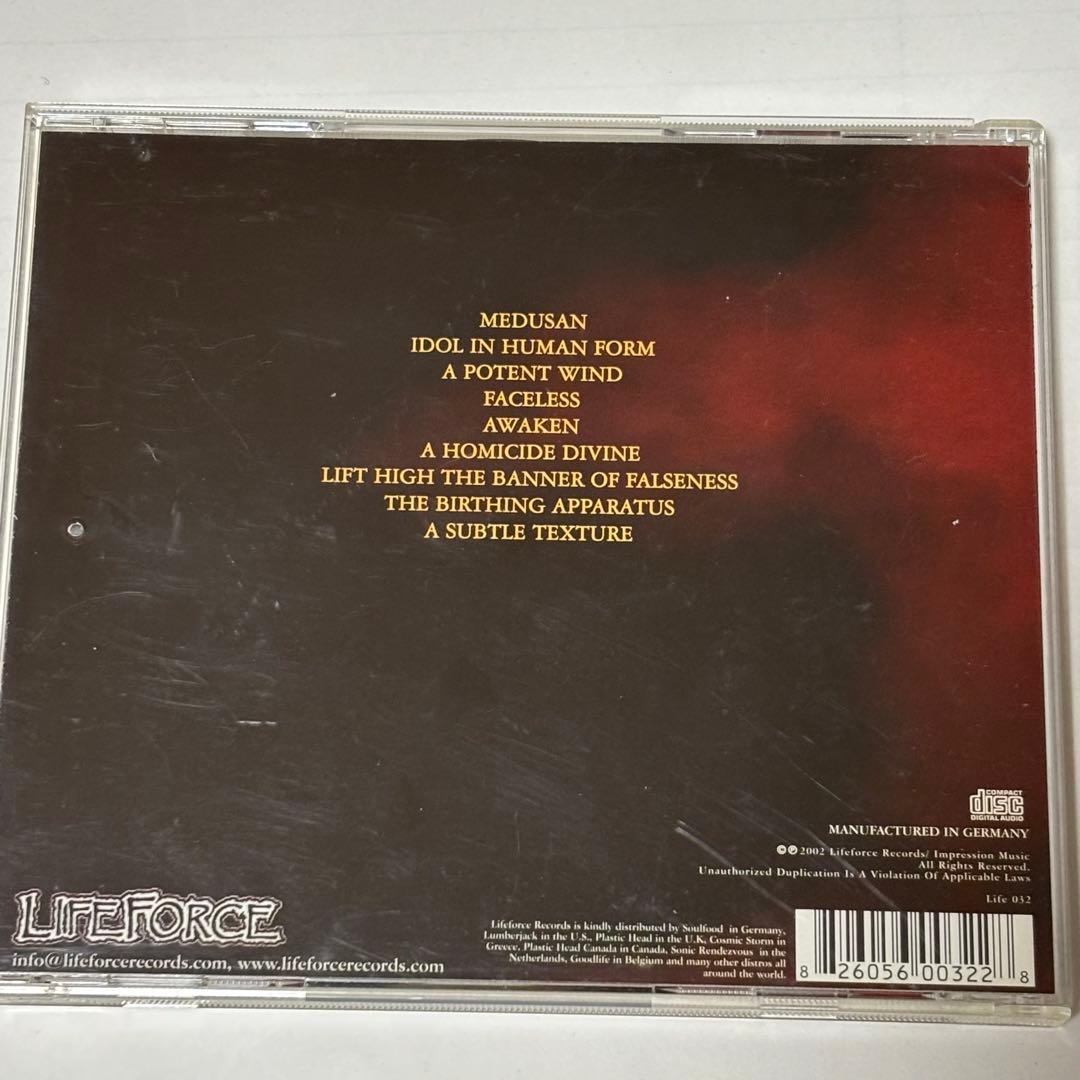 MEDUSAN
IDOL IN HUMAN FORM
A POTENT WIND
FACELESS
AWAKEN
A HOMICIDE DIVINE
LIFT HIGH THE BANNER OF FALSENESS
THE BIRTHING APPARATUS
A SUBTLE TEXTURE
COMPACT
disc
DIGITAL AUDIO
MANUFACTURED IN GERMANY
©℗2002 Lifeforce Records/ Impression Music
All Rights Reserved.
Unauthorized Duplication Is A Violation Of Applicable Laws
Life 032
LIFEFORCE
info@lifeforcerecords.com, www.lifeforcerecords.com
Lifeforce Records is kindly distributed by Soulfood in Germany,
Lumberjack in the U.S., Plastic Head in the U.K, Cosmic Storm in
Greece, Plastic Head Canada in Canada, Sonic Rendezvous in the
Netherlands, Goodlife in Belgium and many other distros all
around the world.
8 26056 00322 8